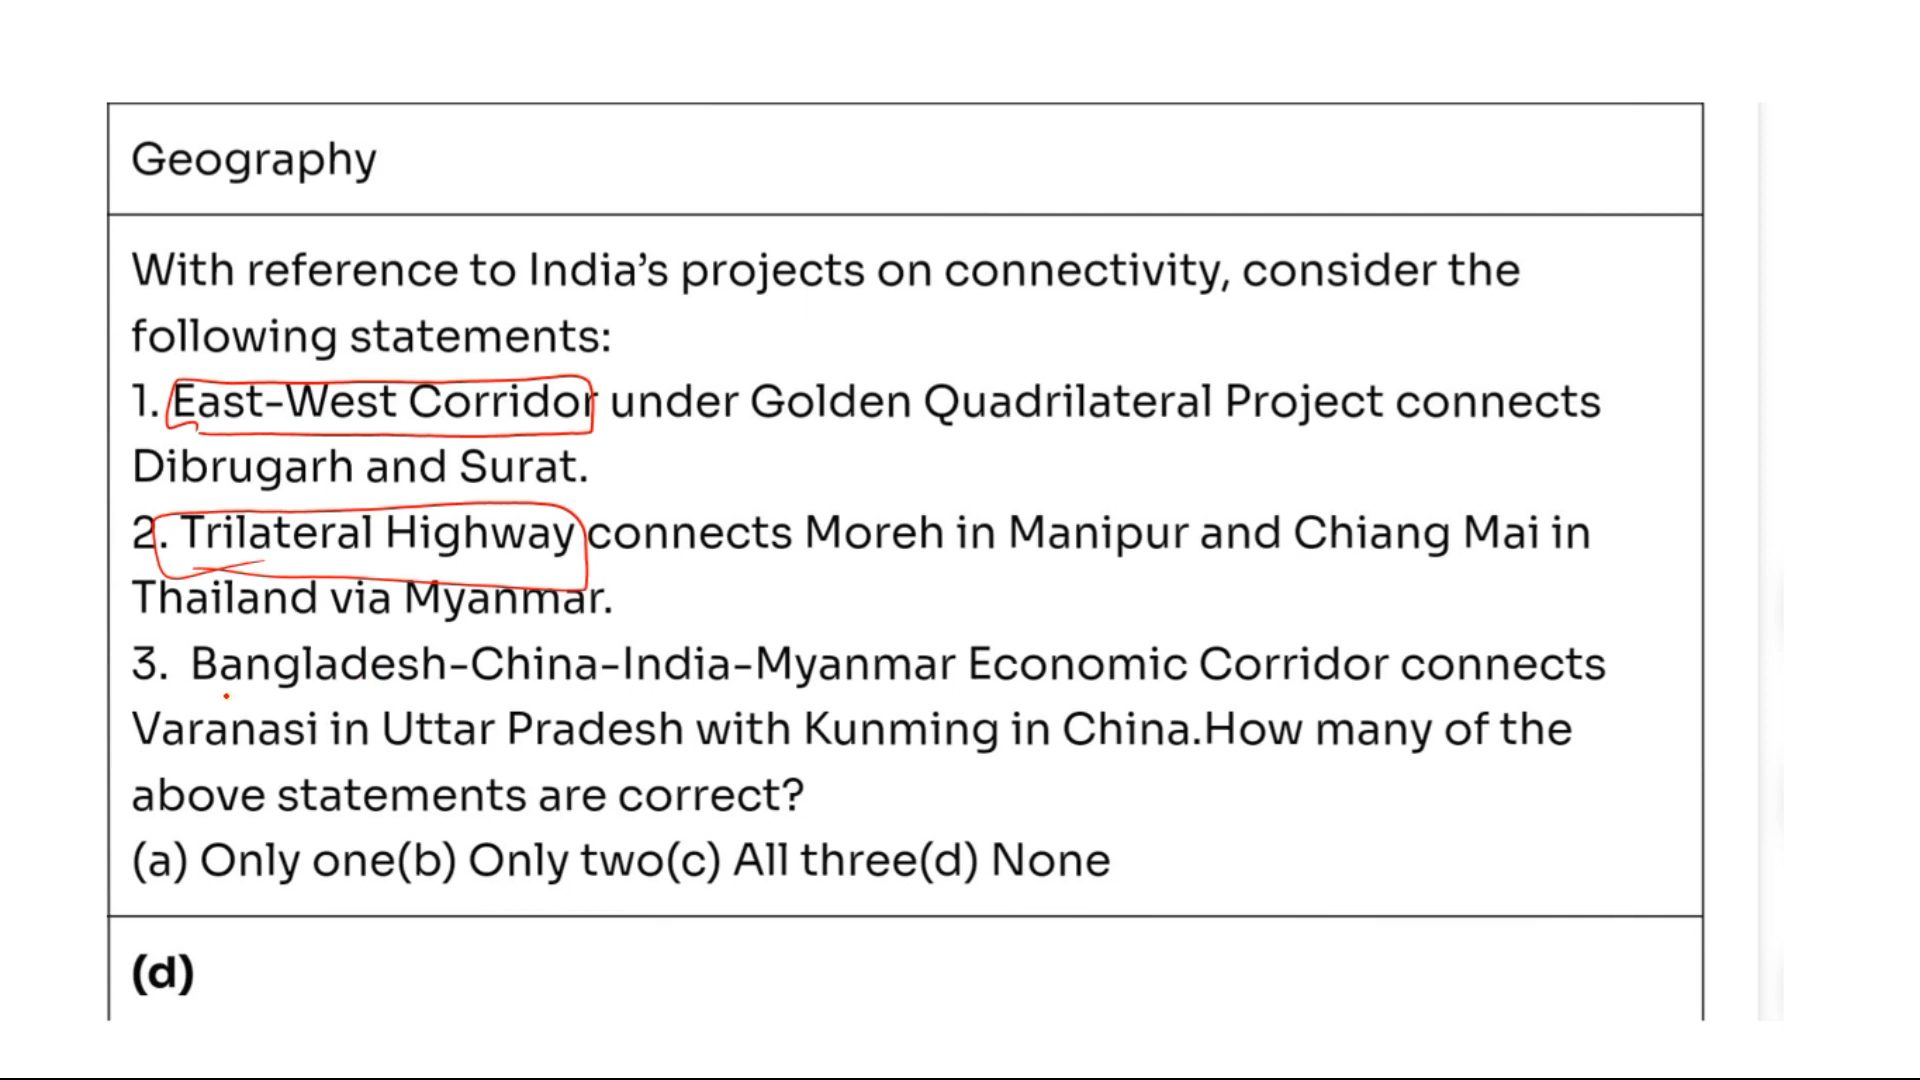 Geography
With reference to India’s projects on connectivity, consider the
following statements:
1. East-West Corridor under Golden Quadrilateral Project connects
Dibrugarh and Surat.
2. Trilateral Highway connects Moreh in Manipur and Chiang Mai in
Thailand via Myanmar.
3. Bangladesh-China-India-Myanmar Economic Corridor connects
Varanasi in Uttar Pradesh with Kunming in China.How many of the
above statements are correct?
(a) Only one(b) Only two(c) All three(d) None
(d)